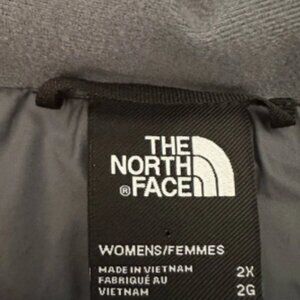 THE
NORTH
®FACE
WOMENS/FEMMES
MADE IN VIETNAM 2X
FABRIQUÉ AU
VIETNAM 2G